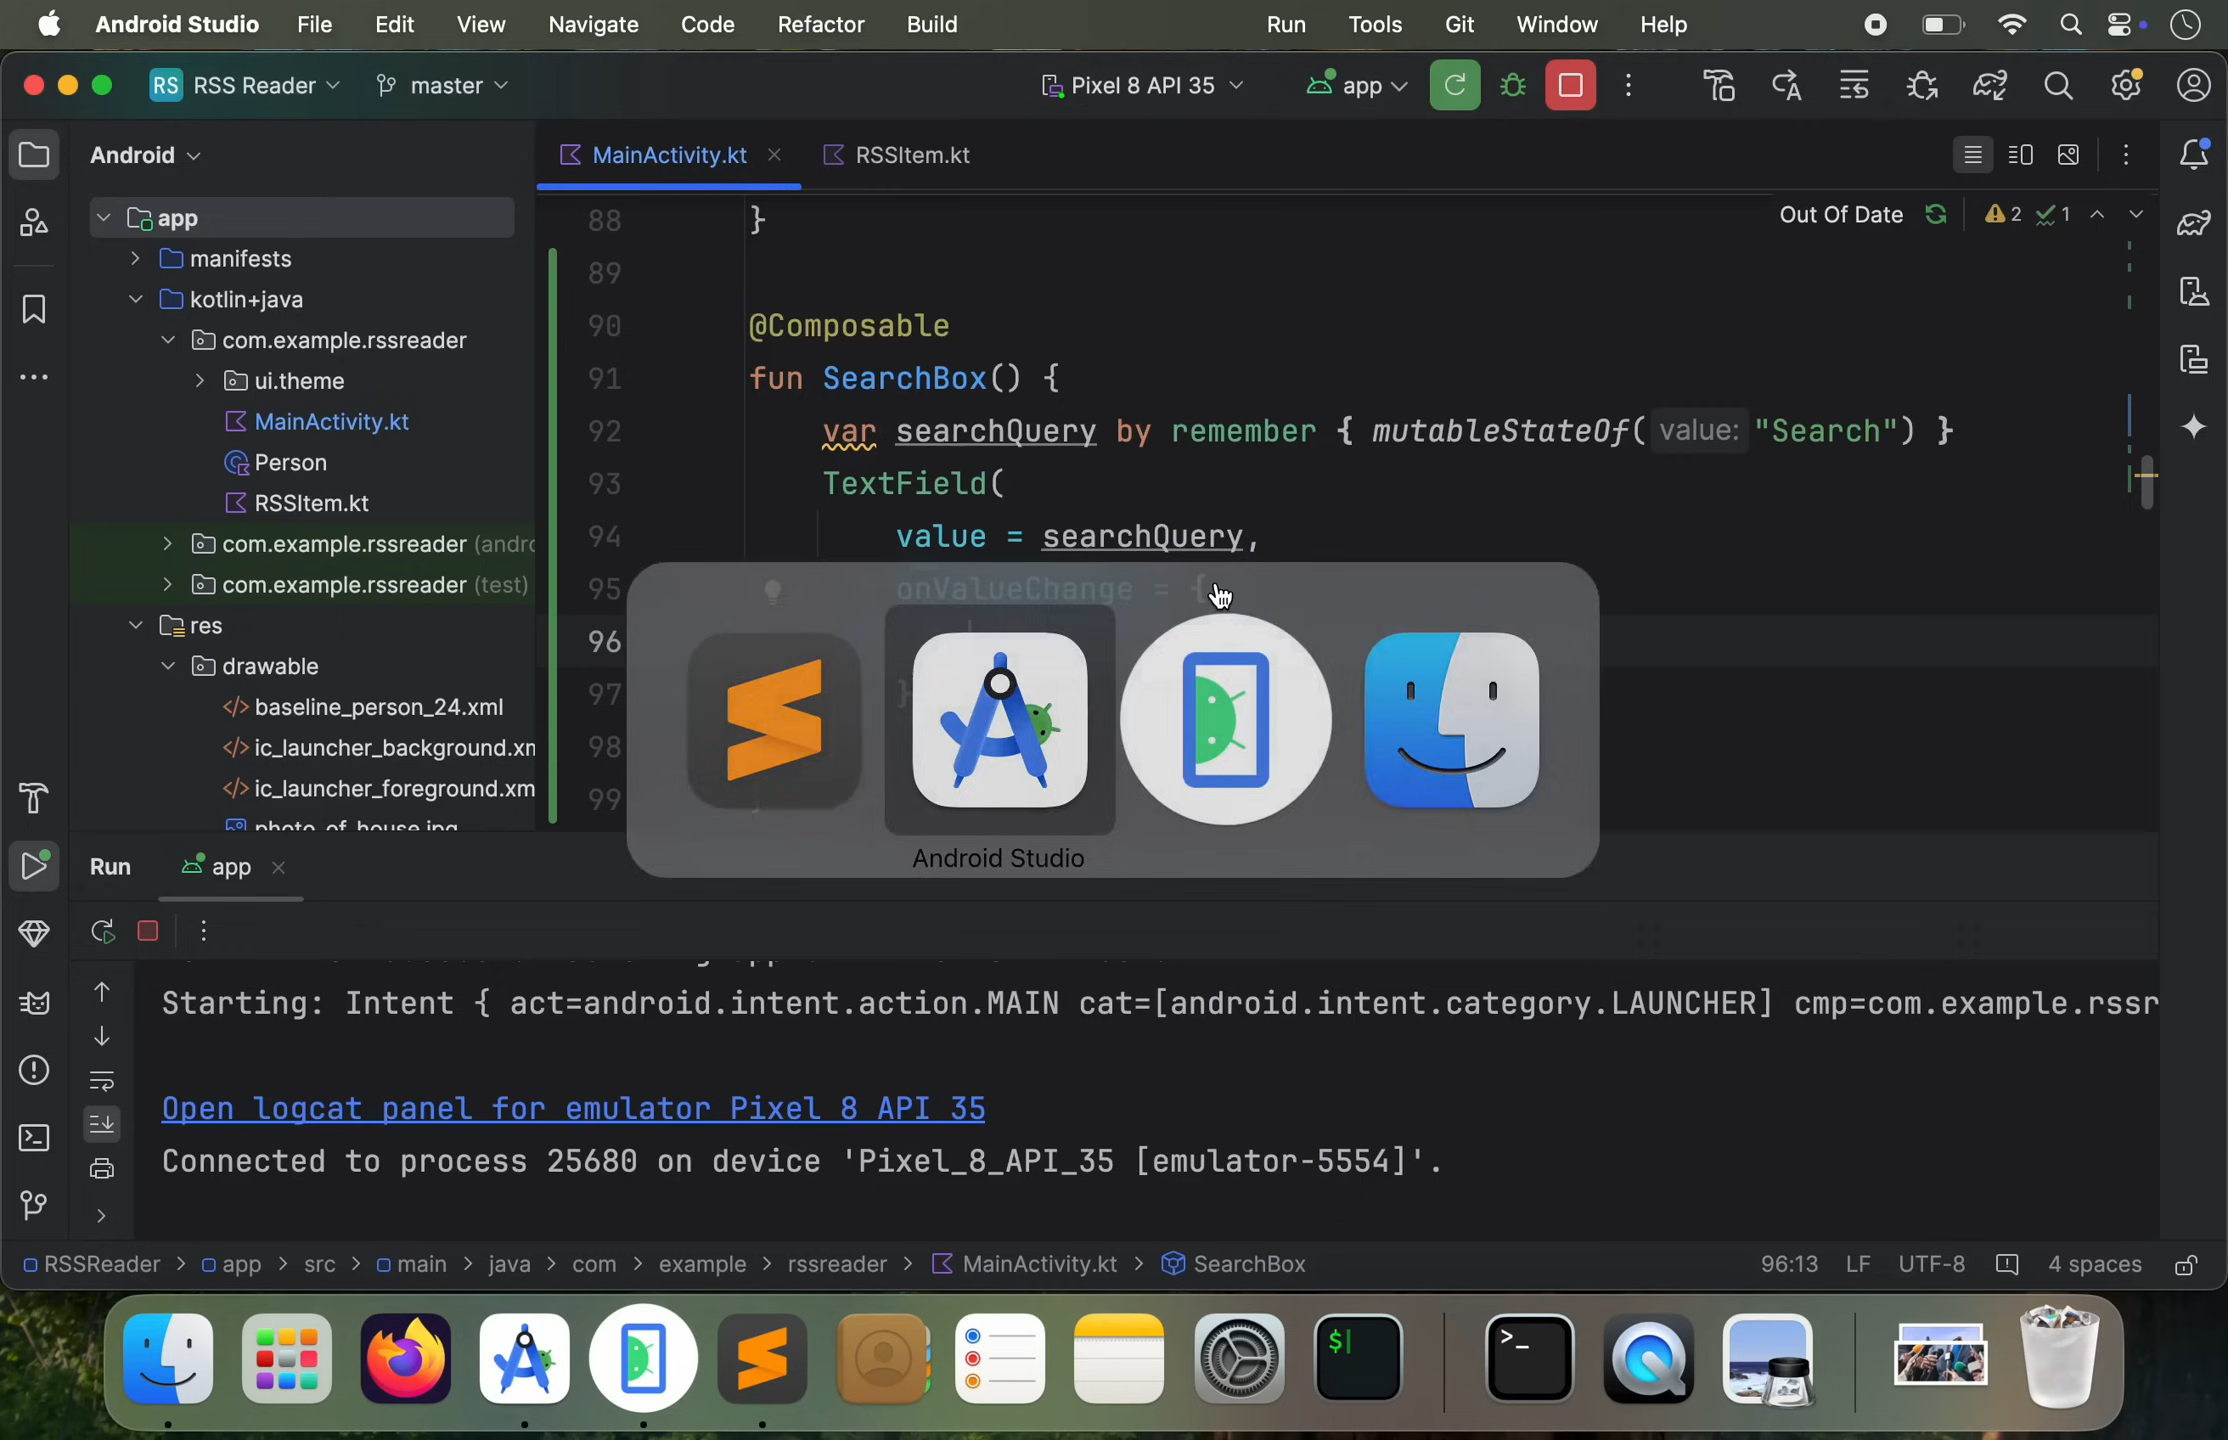 Android Studio File Edit View Navigate Code Refactor Build Run Tools Git Window Help
RS RSS Reader master Pixel 8 API 35 app
Android
MainActivity.kt
RSSItem.kt
Out Of Date 2 1
app
manifests
kotlin+java
com.example.rssreader
ui.theme
MainActivity.kt
Person
RSSItem.kt
com.example.rssreader (andro
com.example.rssreader (test)
res
drawable
baseline_person_24.xml
ic_launcher_background.xm
ic_launcher_foreground.xm
photo_of_house.jpg
88 }
89
90 @Composable
91 fun SearchBox() {
92 var searchQuery by remember { mutableStateOf( value: "Search") }
93 TextField(
94 value = searchQuery,
95 onValueChange = {
96
97 }
98
99 }
Android Studio
Run app
Starting: Intent { act=android.intent.action.MAIN cat=[android.intent.category.LAUNCHER] cmp=com.example.rssr
Open logcat panel for emulator Pixel 8 API 35
Connected to process 25680 on device 'Pixel_8_API_35 [emulator-5554]'.
RSSReader > app > src > main > java > com > example > rssreader > MainActivity.kt > SearchBox 96:13 LF UTF-8 4 spaces